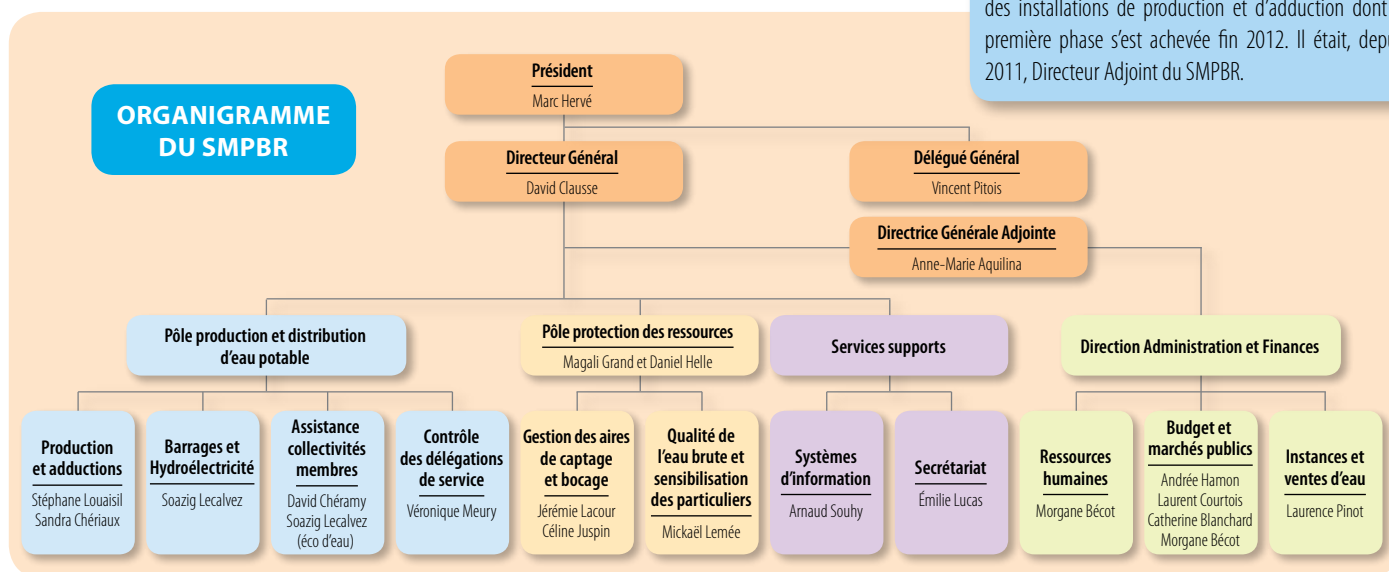 des installations de production et d'adduction dont
première phase s'est achevée fin 2012. Il était, depu
2011, Directeur Adjoint du SMPBR.
ORGANIGRAMME
DU SMPBR
Président
Marc Hervé
Directeur Général
David Clausse
Délégué Général
Vincent Pitois
Directrice Générale Adjointe
Anne-Marie Aquilina
Pôle production et distribution
d'eau potable
Pôle protection des ressources
Magali Grand et Daniel Helle
Services supports
Direction Administration et Finances
Production
et adductions
Stéphane Louaisil
Sandra Chériaux
Barrages et
Hydroélectricité
Soazig Lecalvez
Assistance
collectivités
membres
David Chéramy
Soazig Lecalvez
(éco d'eau)
Contrôle
des délégations
de service
Véronique Meury
Gestion des aires
de captage
et bocage
Jérémie Lacour
Céline Juspin
Qualité de
l'eau brute et
sensibilisation
des particuliers
Mickaël Lemée
Systèmes
d'information
Arnaud Souhy
Secrétariat
Émilie Lucas
Ressources
humaines
Morgane Bécot
Budget et
marchés publics
Andrée Hamon
Laurent Courtois
Catherine Blanchard
Morgane Bécot
Instances et
ventes d'eau
Laurence Pinot